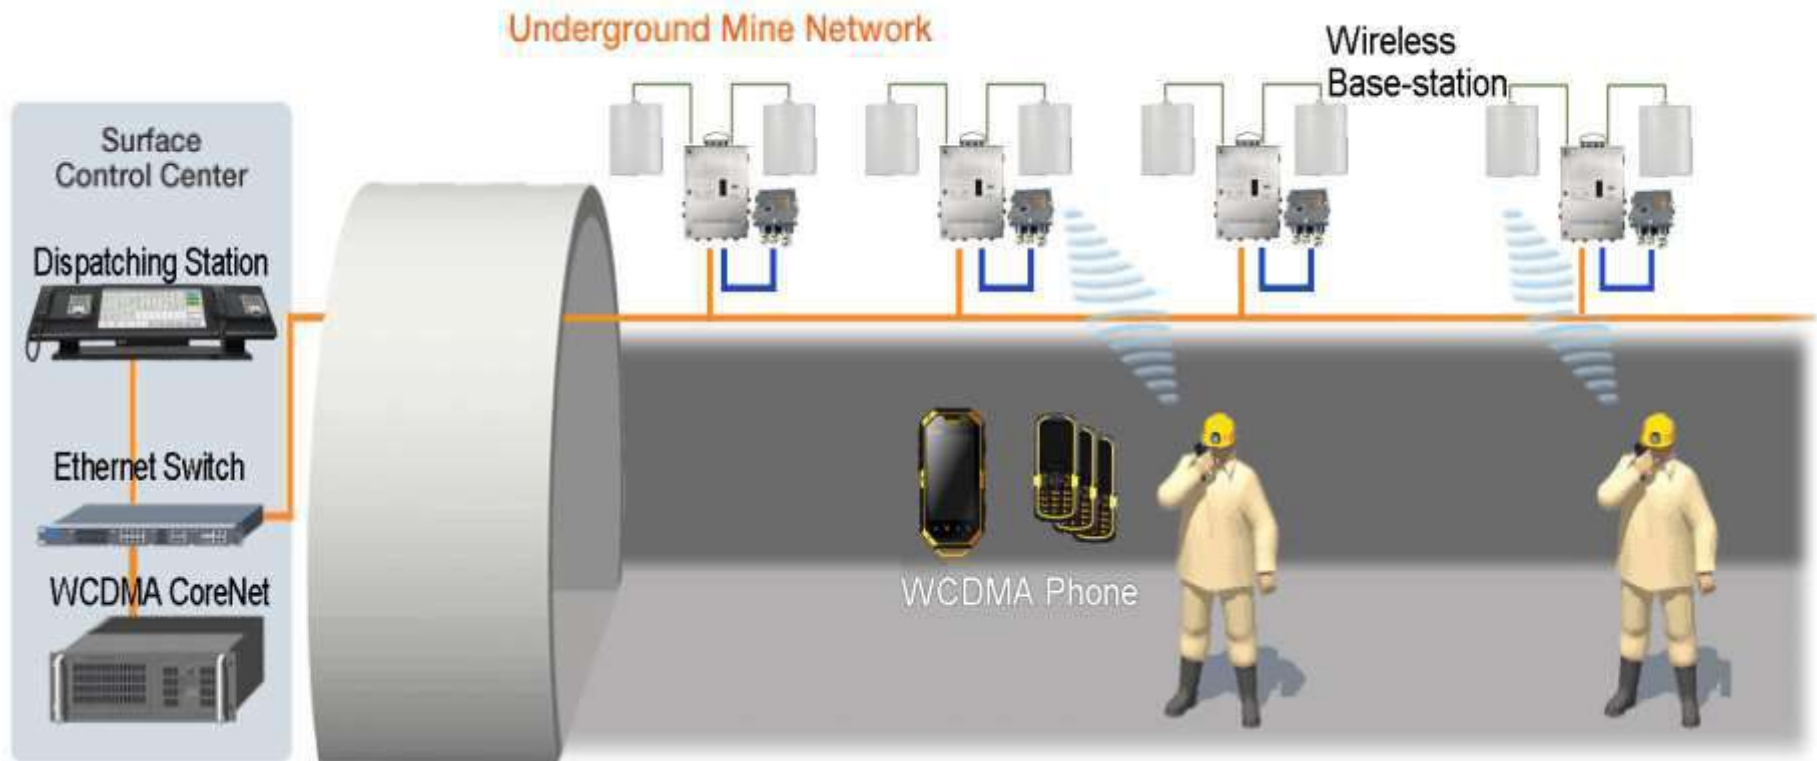 Underground Mine Network
Wireless
Base-station
Surface
Control Center
Dispatching Station
Ethernet Switch
WCDMA CoreNet
WCDMA Phone